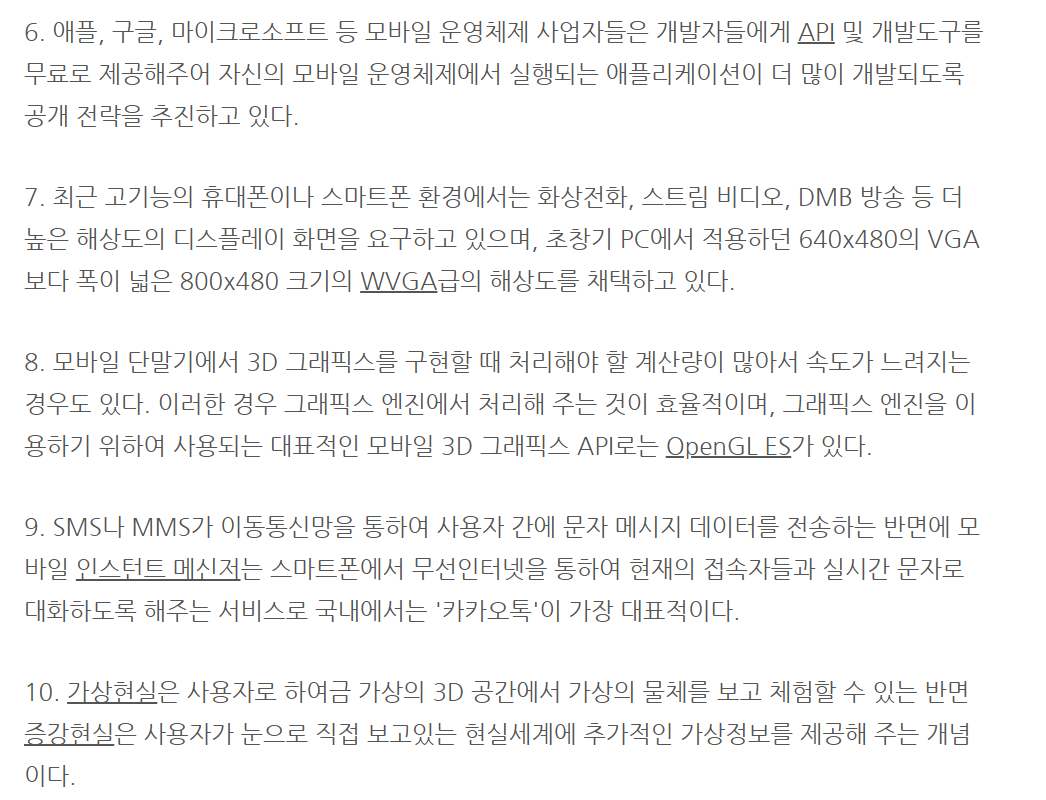 6. 애플, 구글, 마이크로소프트 등 모바일 운영체제 사업자들은 개발자들에게 API 및 개발도구를
무료로 제공해주어 자신의 모바일 운영체제에서 실행되는 애플리케이션이 더 많이 개발되도록
공개 전략을 추진하고 있다.
7. 최근 고기능의 휴대폰이나 스마트폰 환경에서는 화상전화, 스트림 비디오, DMB 방송 등 더
높은 해상도의 디스플레이 화면을 요구하고 있으며, 초창기 PC에서 적용하던 640x480의 VGA
보다 폭이 넓은 800x480 크기의 WVGA급의 해상도를 채택하고 있다.
8. 모바일 단말기에서 3D 그래픽스를 구현할 때 처리해야 할 계산량이 많아서 속도가 느려지는
경우도 있다. 이러한 경우 그래픽스 엔진에서 처리해 주는 것이 효율적이며, 그래픽스 엔진을 이
용하기 위하여 사용되는 대표적인 모바일 3D 그래픽스 API로는 OpenGL ES가 있다.
9. SMS나 MMS가 이동통신망을 통하여 사용자 간에 문자 메시지 데이터를 전송하는 반면에 모
바일 인스턴트 메신저는 스마트폰에서 무선인터넷을 통하여 현재의 접속자들과 실시간 문자로
대화하도록 해주는 서비스로 국내에서는 '카카오톡'이 가장 대표적이다.
10. 가상현실은 사용자로 하여금 가상의 3D 공간에서 가상의 물체를 보고 체험할 수 있는 반면
증강현실은 사용자가 눈으로 직접 보고있는 현실세계에 추가적인 가상정보를 제공해 주는 개념
이다.